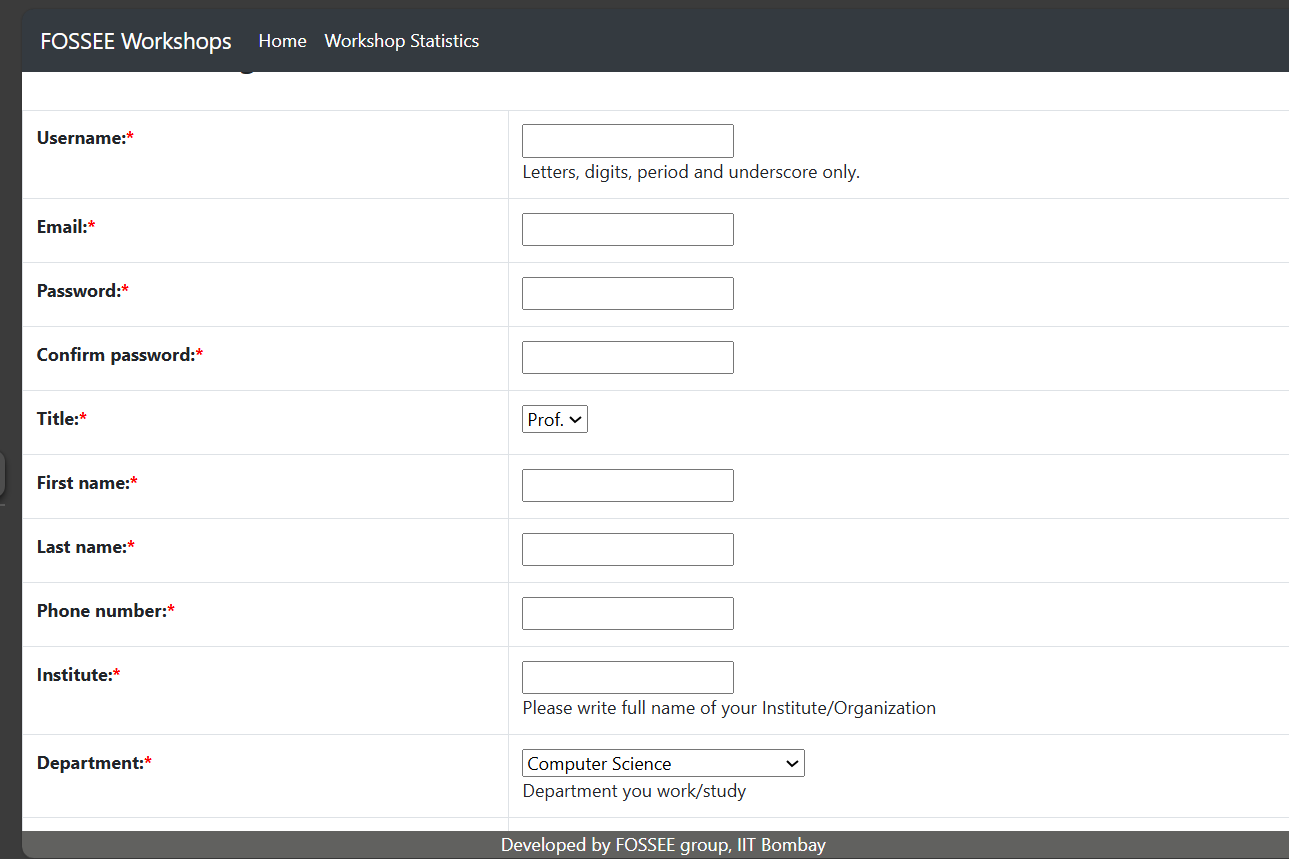 FOSSEE Workshops Home Workshop Statistics
Username:*
Letters, digits, period and underscore only.
Email:*
Password:*
Confirm password:*
Title:* Prof.
First name:*
Last name:*
Phone number:*
Institute:*
Please write full name of your Institute/Organization
Department:* Computer Science
Department you work/study
Developed by FOSSEE group, IIT Bombay